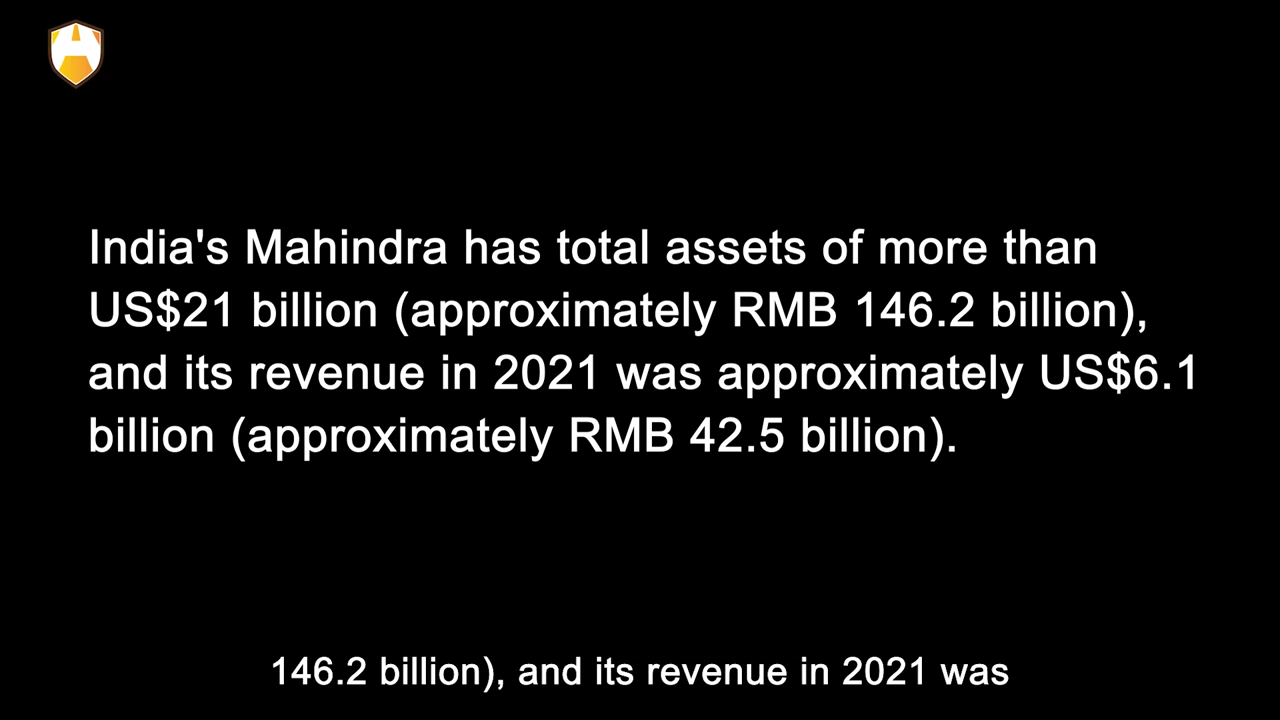 India's Mahindra has total assets of more than
US$21 billion (approximately RMB 146.2 billion),
and its revenue in 2021 was approximately US$6.1
billion (approximately RMB 42.5 billion).
146.2 billion), and its revenue in 2021 was